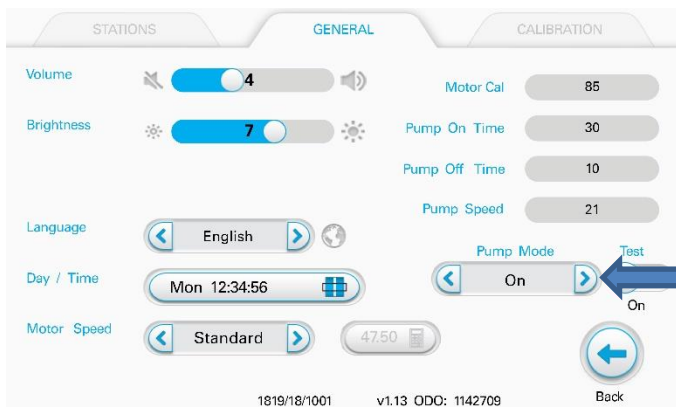 STATIONS GENERAL CALIBRATION
Volume 4 Motor Cal 85
Brightness 7 Pump On Time 30
Pump Off Time 10
Pump Speed 21
Language English
Pump Mode Test
Day / Time Mon 12:34:56 On
On
Motor Speed Standard 47.50
1819/18/1001 v1.13 ODO: 1142709 Back